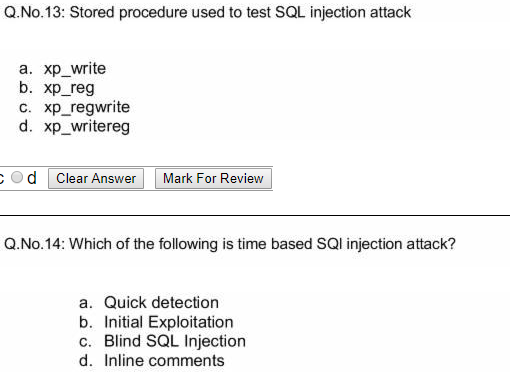 Q.No.13: Stored procedure used to test SQL injection attack
a. xp_write
b. xp_reg
c. xp_regwrite
d. xp_writereg
c d Clear Answer Mark For Review
Q.No.14: Which of the following is time based SQl injection attack?
a. Quick detection
b. Initial Exploitation
c. Blind SQL Injection
d. Inline comments